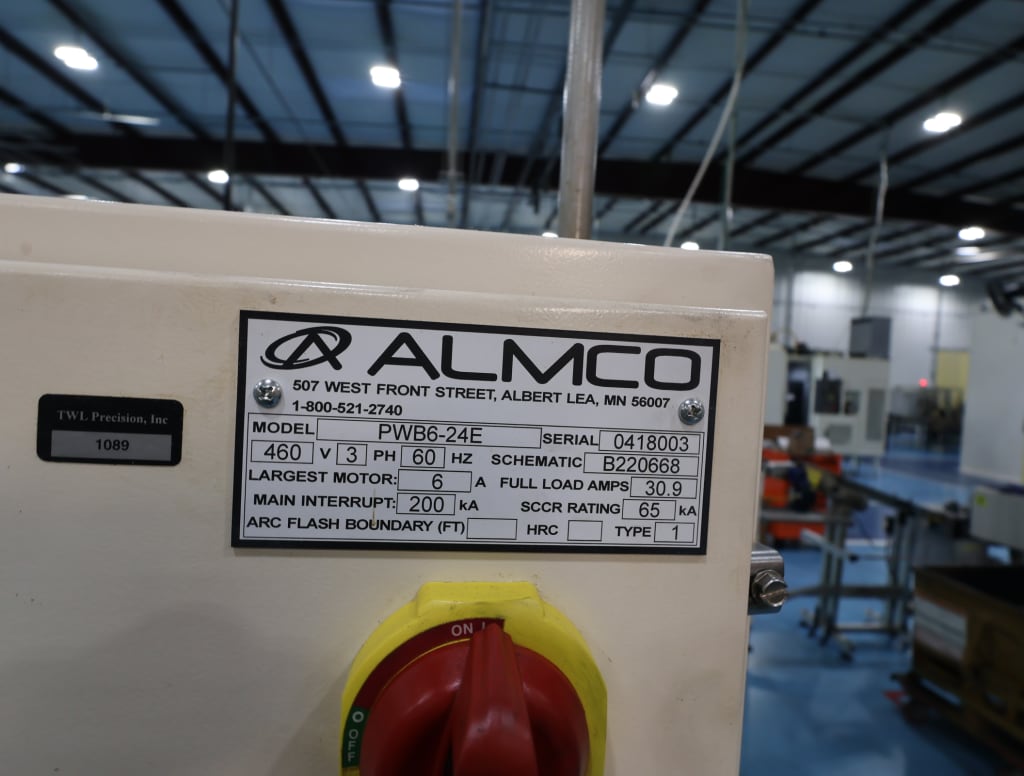 ALMCO
507 WEST FRONT STREET, ALBERT LEA, MN 56007
1-800-521-2740
MODEL PWB6-24E SERIAL 0418003
460 V 3 PH 60 HZ SCHEMATIC B220668
LARGEST MOTOR: 6 A FULL LOAD AMPS 30.9
MAIN INTERRUPT: 200 kA SCCR RATING 65 kA
ARC FLASH BOUNDARY (FT) HRC TYPE 1
TWL Precision, Inc
1089
ON I
O OFF